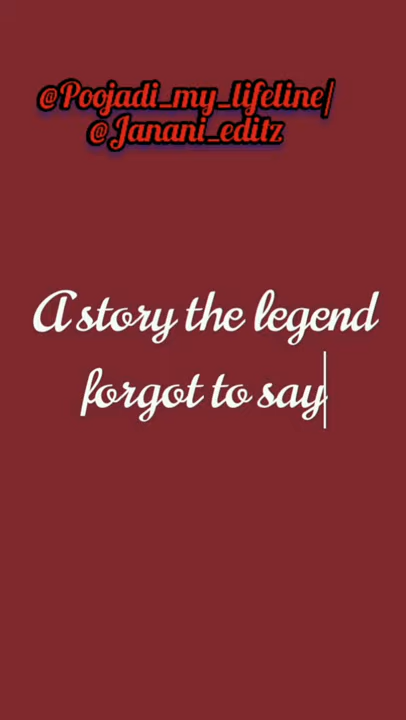 @Poojadi_my_lifeline/
@Janani_editz
A story the legend
forgot to say